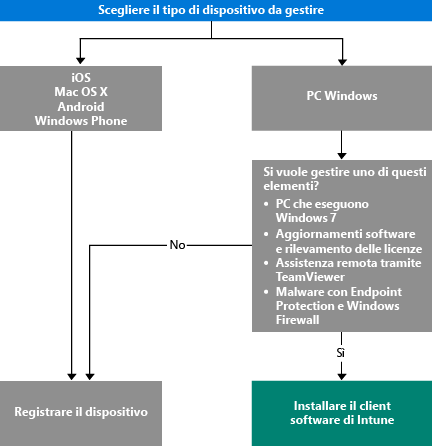 Scegliere il tipo di dispositivo da gestire
iOS
Mac OS X
Android
Windows Phone
PC Windows
Si vuole gestire uno di questi
elementi?
• PC che eseguono
Windows 7
• Aggiornamenti software
e rilevamento delle licenze
• Assistenza remota tramite
TeamViewer
• Malware con Endpoint
Protection e Windows
Firewall
No
Sì
Registrare il dispositivo
Installare il client
software di Intune